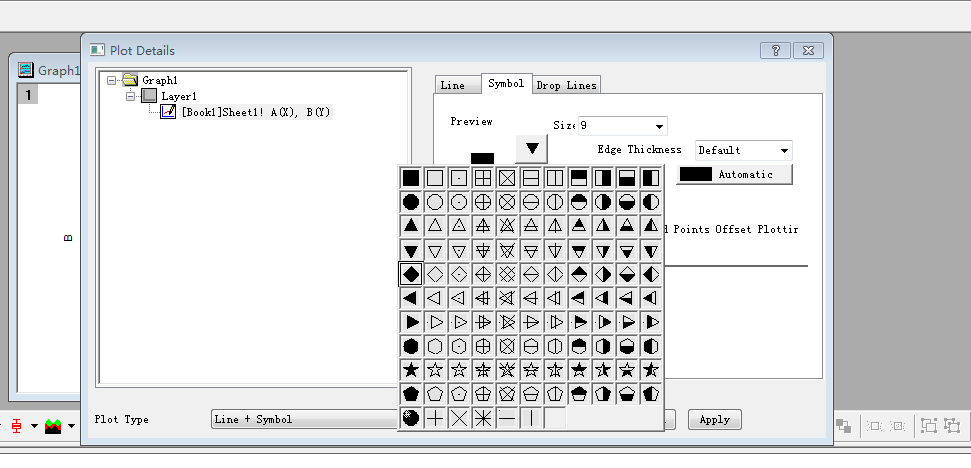 Plot Details
?
Graph1
1
Graph1
Layer1
[Book1]Sheet1! A(X), B(Y)
Line
Symbol
Drop Lines
Preview
Size
9
Edge Thickness
Default
Automatic
d Points Offset Plottir
B
Plot Type
Line + Symbol
Apply